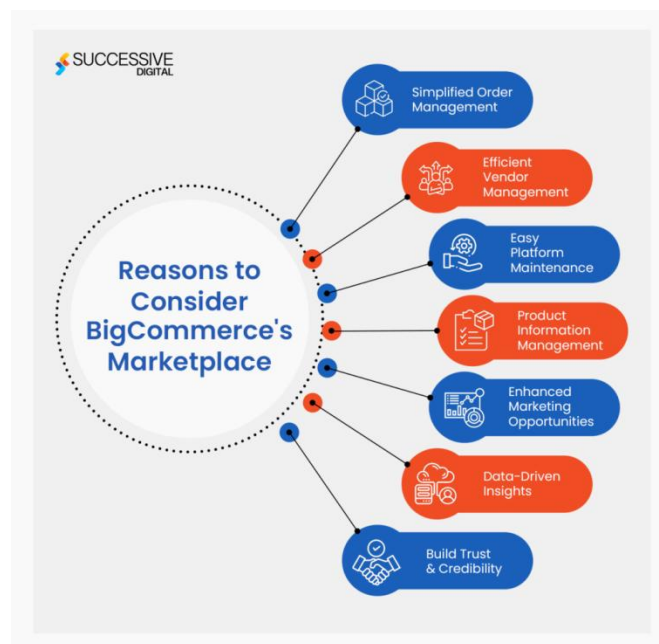 SUCCESSIVE
DIGITAL
Reasons to
Consider
BigCommerce's
Marketplace
Simplified Order
Management
Efficient
Vendor
Management
Easy
Platform
Maintenance
Product
Information
Management
Enhanced
Marketing
Opportunities
Data-Driven
Insights
Build Trust
& Credibility